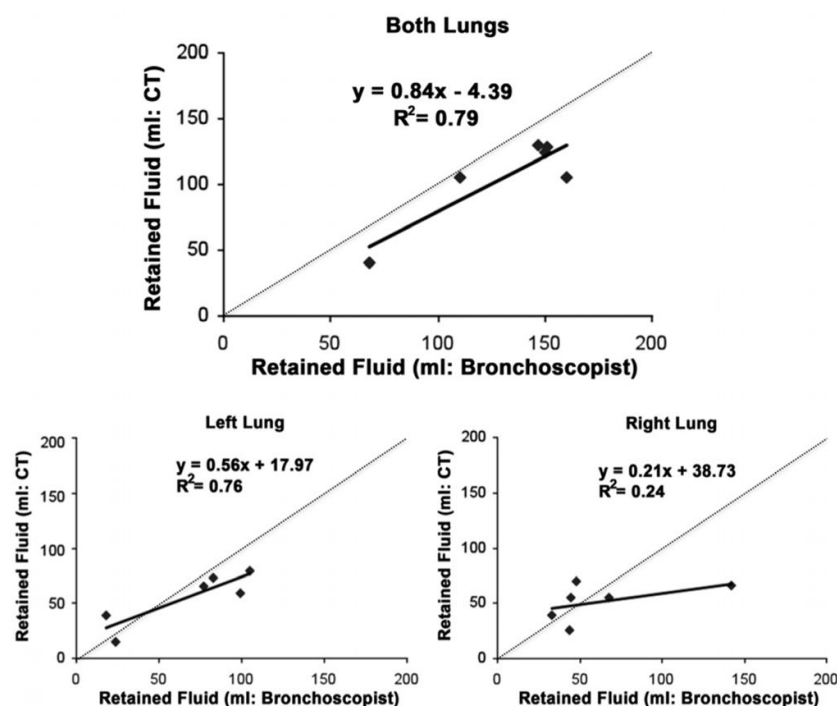 Both Lungs
Retained Fluid (ml: CT)
200
150
100
50
0
y = 0.84x - 4.39
R²= 0.79
0 50 100 150 200
Retained Fluid (ml: Bronchoscopist)
Left Lung
Retained Fluid (ml: CT)
200
150
100
50
0
y = 0.56x + 17.97
R²= 0.76
0 50 100 150 200
Retained Fluid (ml: Bronchoscopist)
Right Lung
Retained Fluid (ml: CT)
200
150
100
50
0
y = 0.21x + 38.73
R²= 0.24
0 50 100 150 200
Retained Fluid (ml: Bronchoscopist)